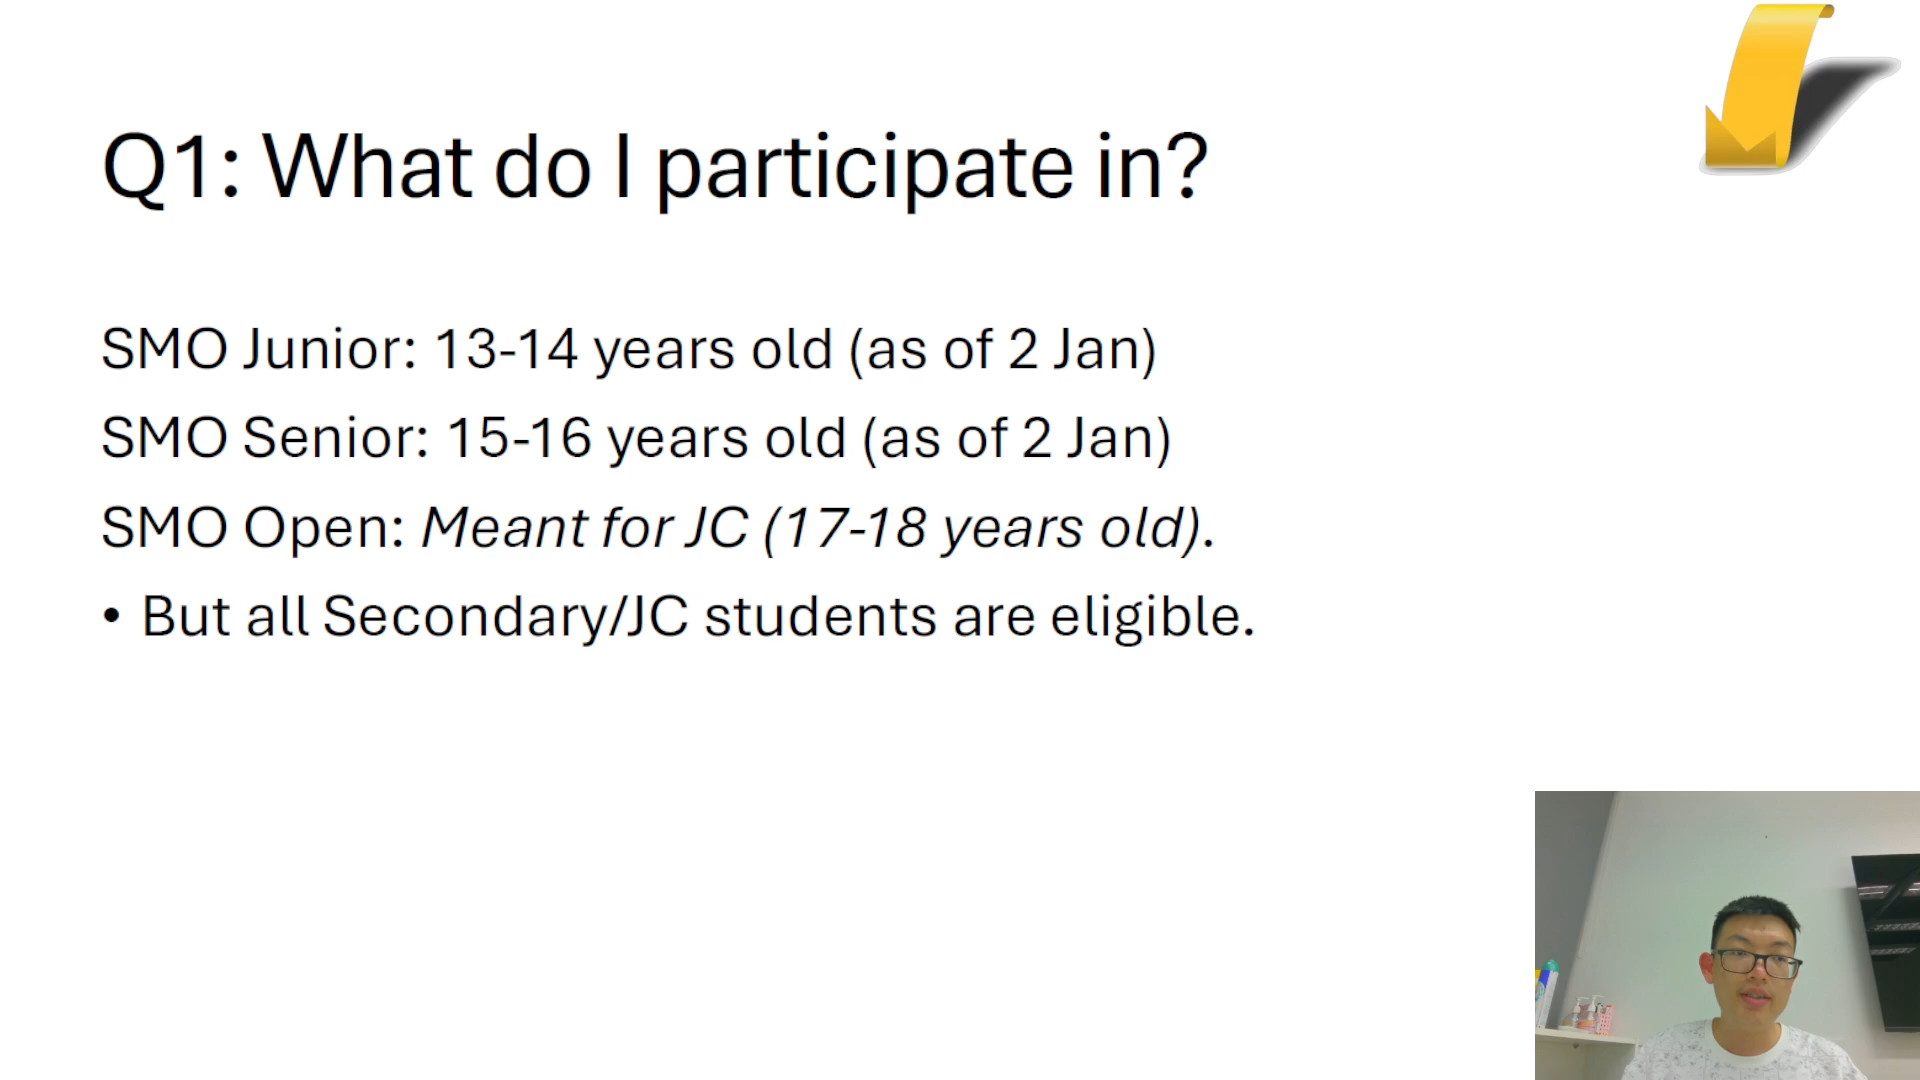 Q1: What do I participate in?
SMO Junior: 13-14 years old (as of 2 Jan)
SMO Senior: 15-16 years old (as of 2 Jan)
SMO Open: Meant for JC (17-18 years old).
• But all Secondary/JC students are eligible.